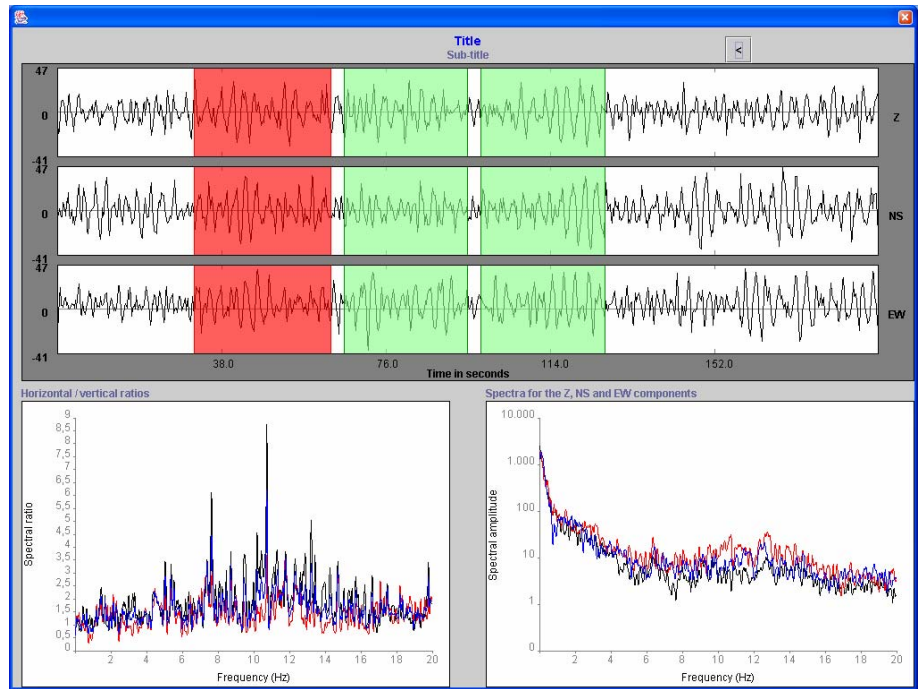 Title
Sub-title
<
47
0
-41
Z
47
0
-41
NS
47
0
-41
EW
38.0 76.0 114.0 152.0
Time in seconds
Horizontal / vertical ratios
9
8,5
8
7,5
7
6,5
6
5,5
5
4,5
4
3,5
3
2,5
2
1,5
1
0,5
0
Spectral ratio
2 4 6 8 10 12 14 16 18 20
Frequency (Hz)
Spectra for the Z, NS and EW components
10.000
1.000
100
10
1
0
Spectral amplitude
2 4 6 8 10 12 14 16 18 20
Frequency (Hz)